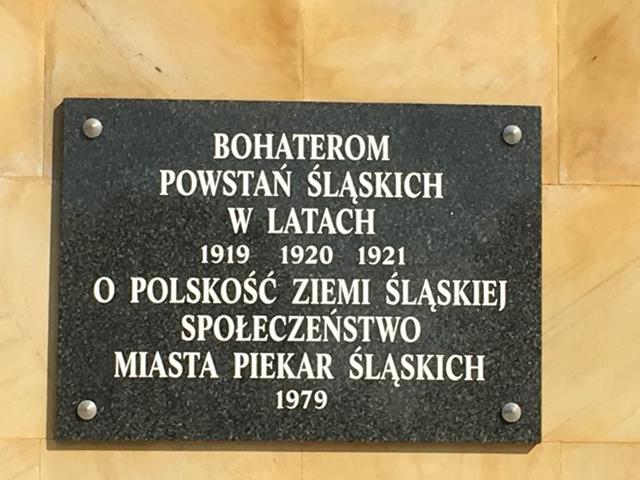 BOHATEROM
POWSTAŃ ŚLĄSKICH
W LATACH
1919 1920 1921
O POLSKOŚĆ ZIEMI ŚLĄSKIEJ
SPOŁECZEŃSTWO
MIASTA PIEKAR ŚLĄSKICH
1979